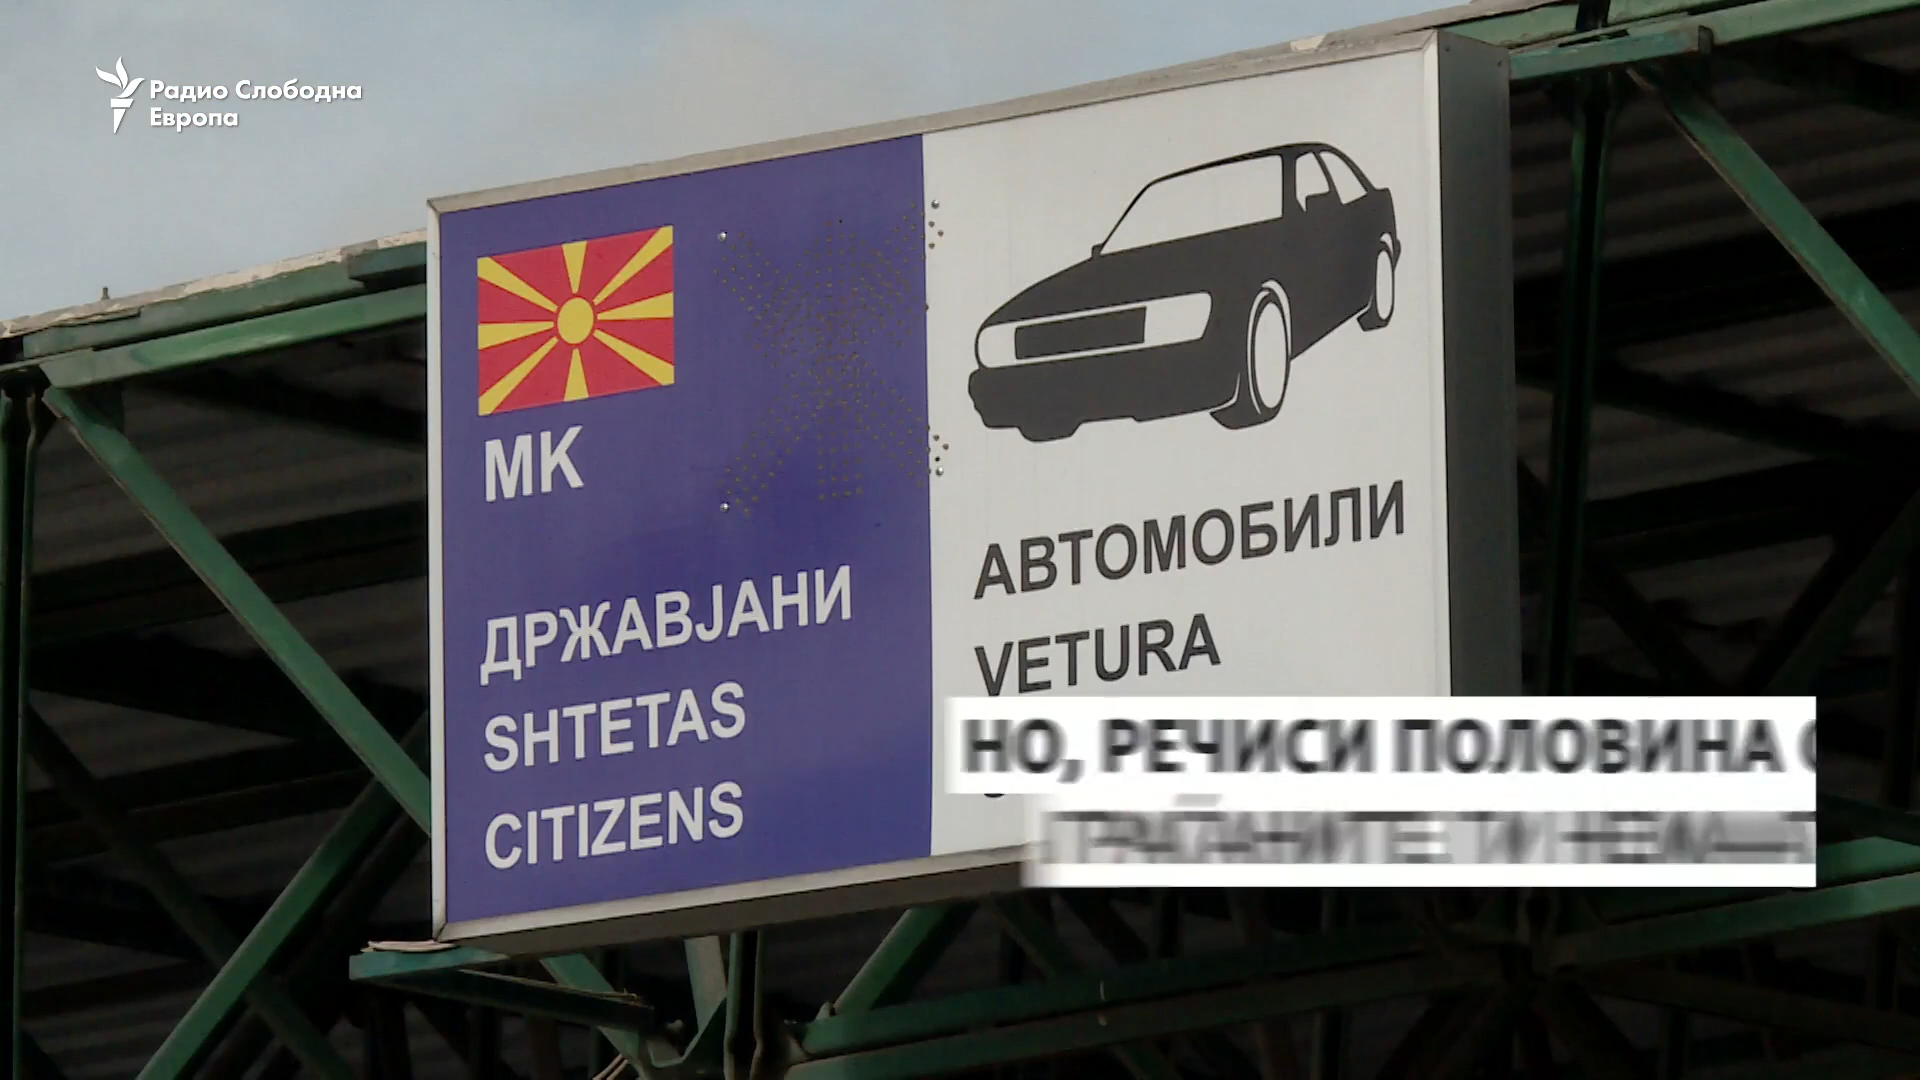 Радио Слободна
Европа
MK
ДРЖАВЈАНИ
SHTETAS
CITIZENS
АВТОМОБИЛИ
VETURA
НО, РЕЧИСИ ПОЛОВИНА